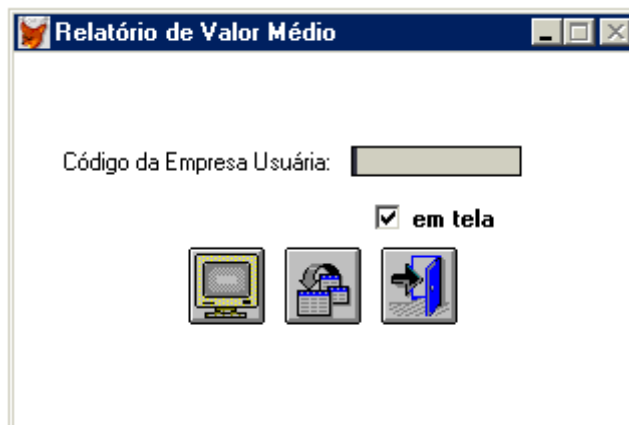 Relatório de Valor Médio
Código da Empresa Usuária:
em tela